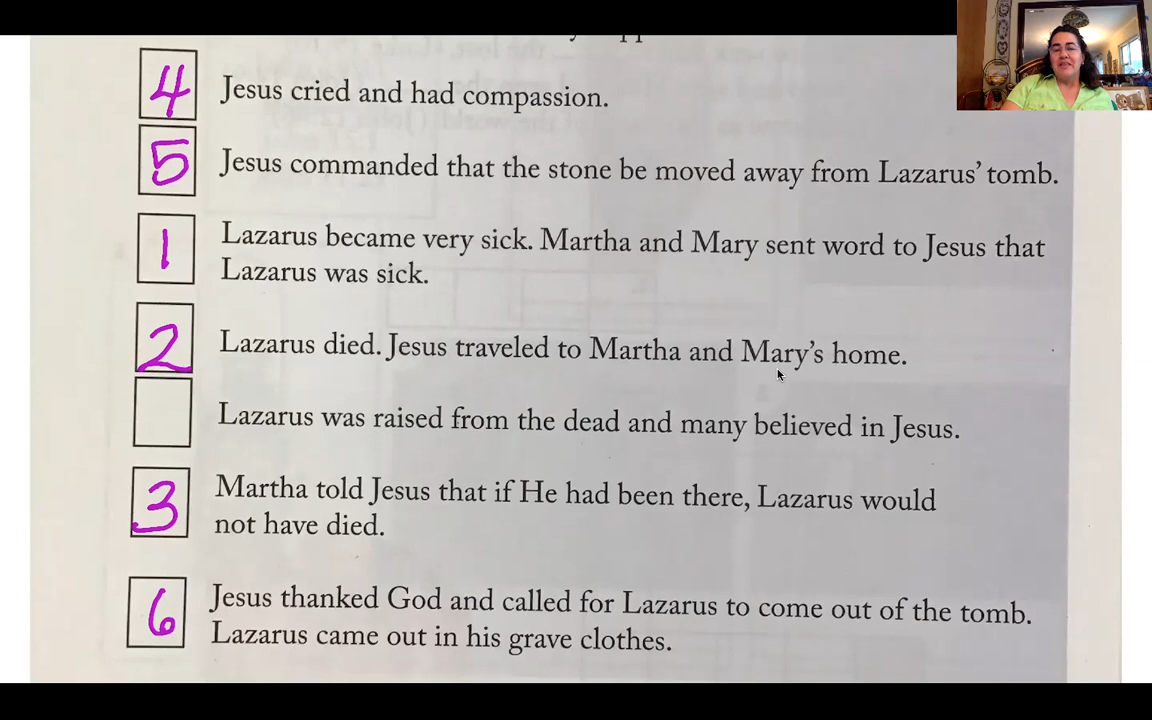 4 Jesus cried and had compassion.
5 Jesus commanded that the stone be moved away from Lazarus’ tomb.
1 Lazarus became very sick. Martha and Mary sent word to Jesus that
Lazarus was sick.
2 Lazarus died. Jesus traveled to Martha and Mary’s home.
Lazarus was raised from the dead and many believed in Jesus.
3 Martha told Jesus that if He had been there, Lazarus would
not have died.
6 Jesus thanked God and called for Lazarus to come out of the tomb.
Lazarus came out in his grave clothes.